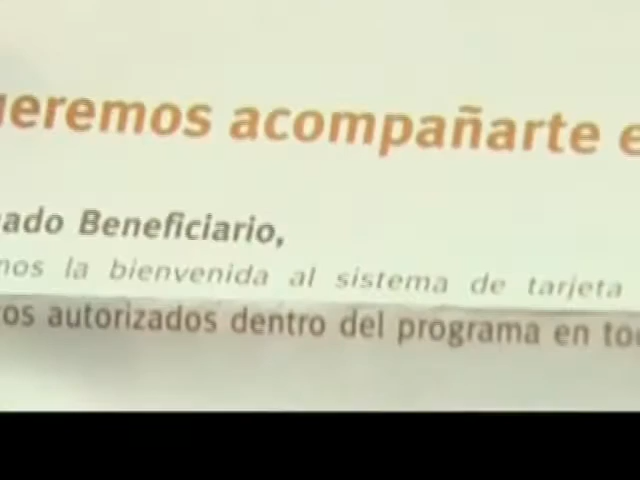 ueremos acompañarte e
ado Beneficiario,
nos la bienvenida al sistema de tarjeta
os autorizados dentro del programa en to